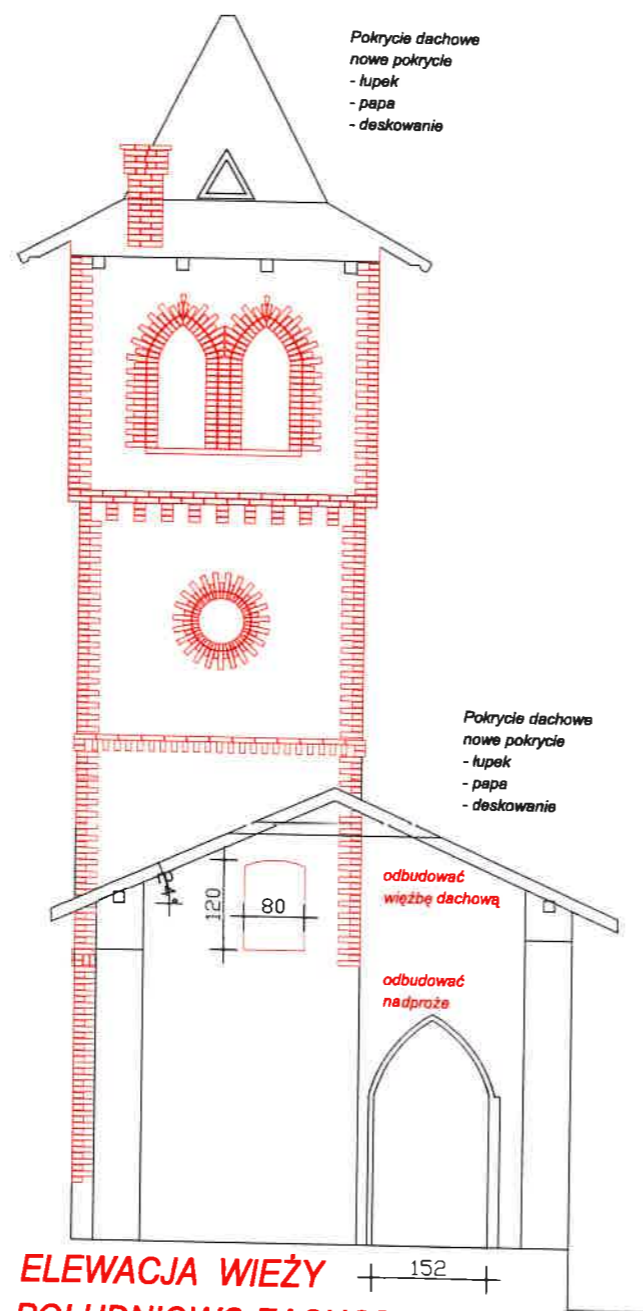 Pokrycie dachowe
nowe pokrycie
- łupek
- papa
- deskowanie
Pokrycie dachowe
nowe pokrycie
- łupek
- papa
- deskowanie
odbudować
więźbę dachową
120
80
odbudować
nadproże
152
ELEWACJA WIEŻY